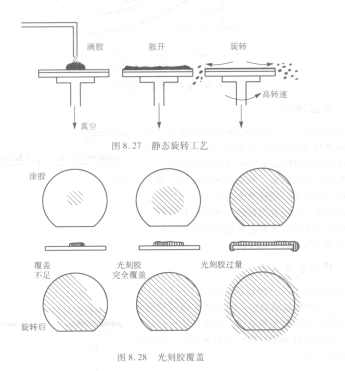 滴胶
散开
旋转
高转速
真空
图 8.27 静态旋转工艺
涂胶
覆盖
不足
光刻胶
完全覆盖
光刻胶过量
旋转后
图 8.28 光刻胶覆盖